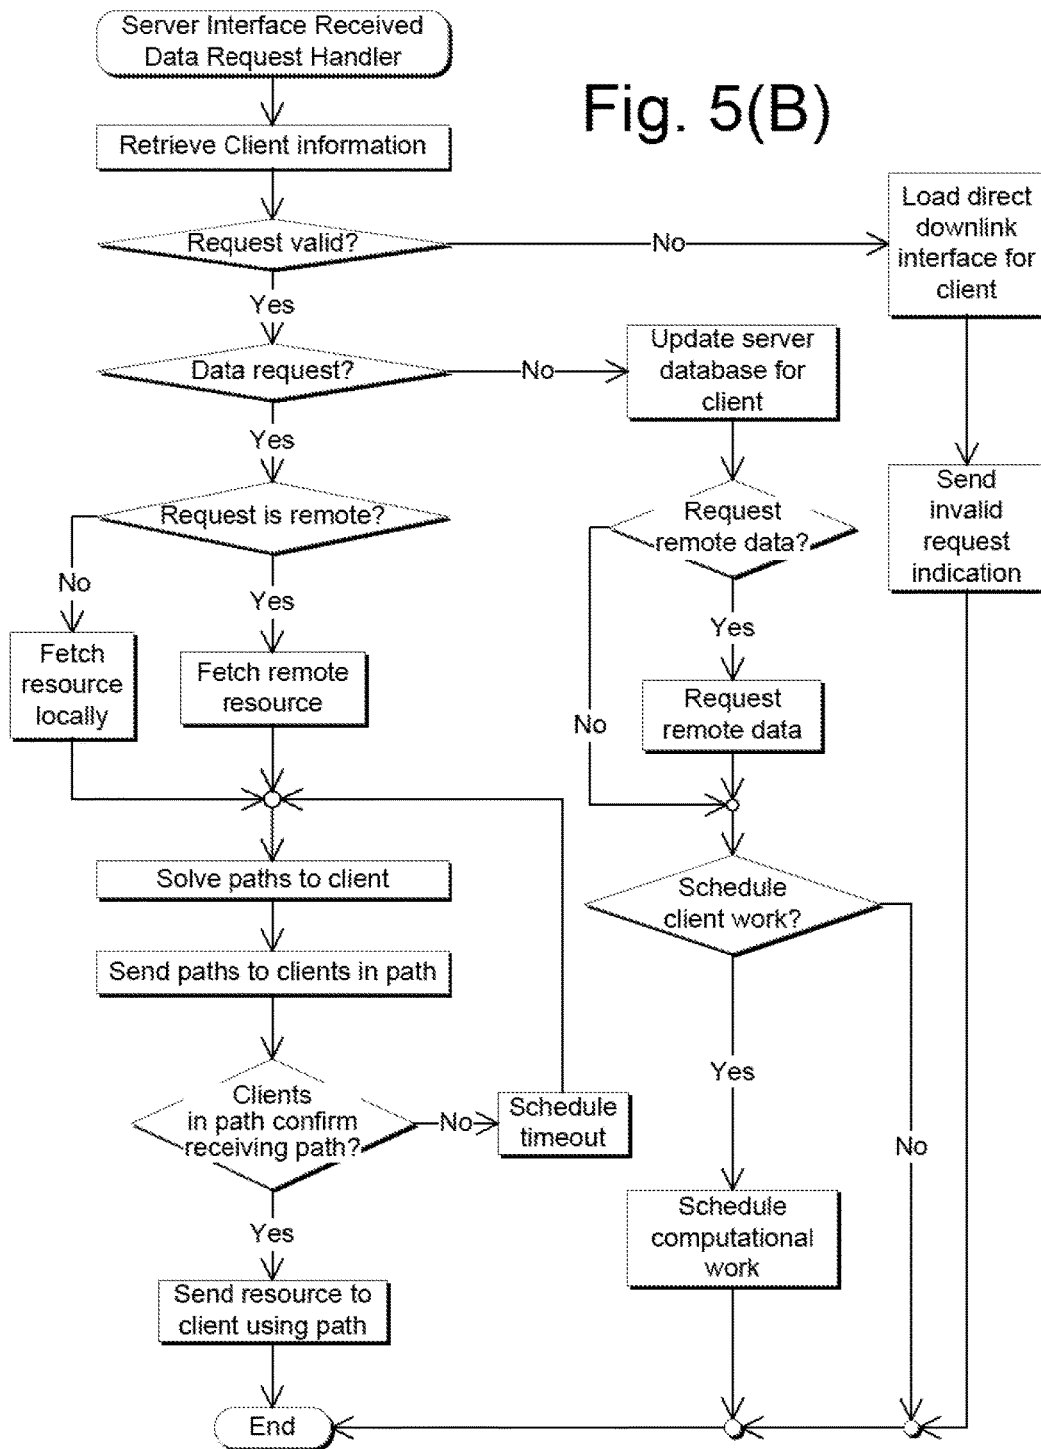 Server Interface Received
Data Request Handler
Fig. 5(B)
Retrieve Client information
Load direct
downlink
interface for
client
Request valid?
No
Yes
Update server
database for
client
Data request?
No
Yes
Send
invalid
request
indication
Request is remote?
Request
remote data?
No
Yes
Yes
Fetch
resource
locally
Fetch remote
resource
Request
remote data
No
Solve paths to client
Schedule
client work?
Send paths to clients in path
Clients
in path confirm
receiving path?
No
Schedule
timeout
Yes
No
Yes
Schedule
computational
work
Send resource to
client using path
End